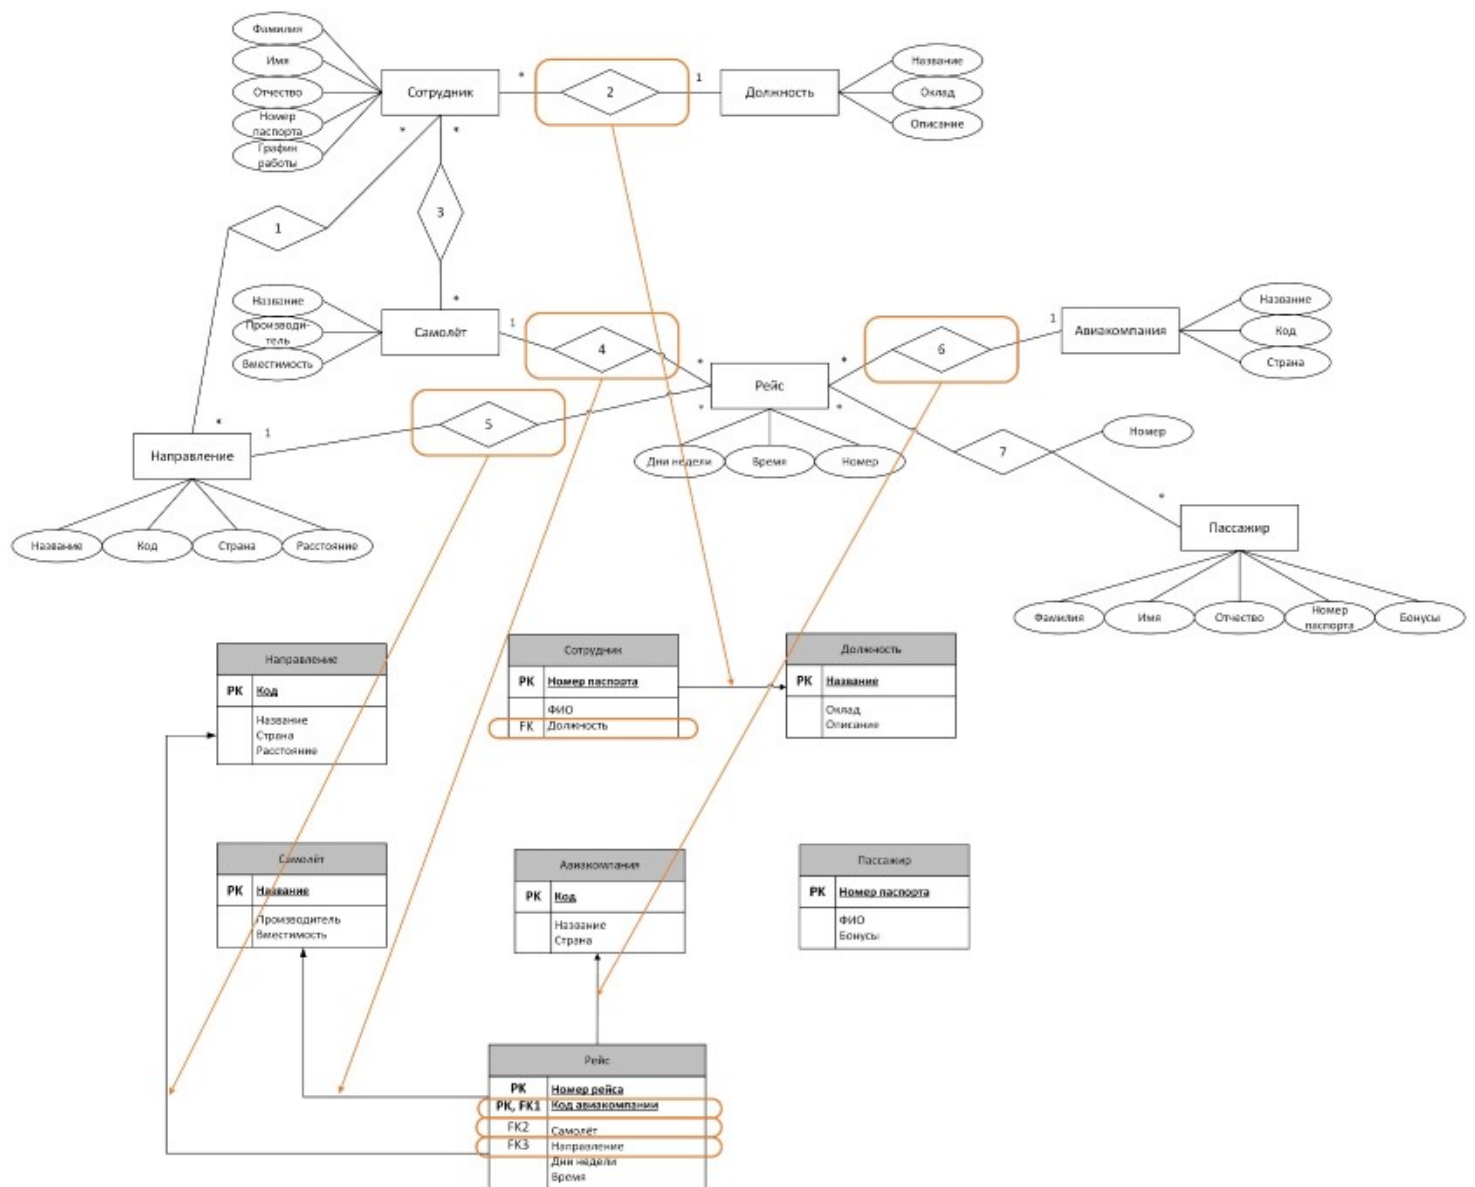 Фамилия
Имя
Отчество
Номер
паспорта
График
работы
Сотрудник
*
2
1
Должность
Название
Оклад
Описание
*
*
1
3
*
Название
Производи-
тель
Вместимость
Самолёт
1
4
*
Рейс
*
6
1
Авиакомпания
Название
Код
Страна
*
*
Дни недели
Время
Номер
7
Номер
*
Пассажир
Фамилия
Имя
Отчество
Номер
паспорта
Бонусы
*
1
5
Направление
Название
Код
Страна
Расстояние
Направление
PK Код
Название
Страна
Расстояние
Сотрудник
PK Номер паспорта
ФИО
FK Должность
Должность
PK Название
Оклад
Описание
Самолёт
PK Название
Производитель
Вместимость
Авиакомпания
PK Код
Название
Страна
Пассажир
PK Номер паспорта
ФИО
Бонусы
Рейс
PK Номер рейса
PK, FK1 Код авиакомпании
FK2 Самолёт
FK3 Направление
Дни недели
Время